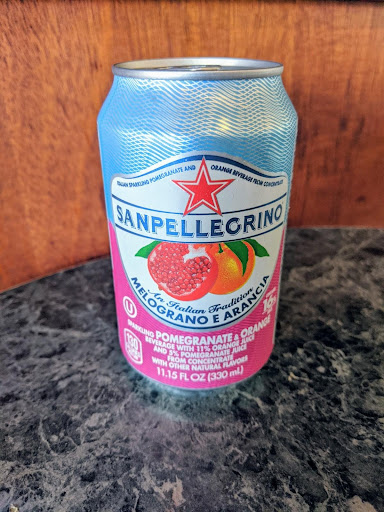 ITALIAN SPARKLING POMEGRANATE AND ORANGE BEVERAGE FROM CONCENTRATE
SANPELLEGRINO
In Italian Tradition
MELOGRANO E ARANCIA
U
SPARKLING POMEGRANATE & ORANGE
BEVERAGE WITH 11% ORANGE JUICE
AND 5% POMEGRANATE JUICE
FROM CONCENTRATE
WITH OTHER NATURAL FLAVORS
11.15 FL OZ (330 mL)